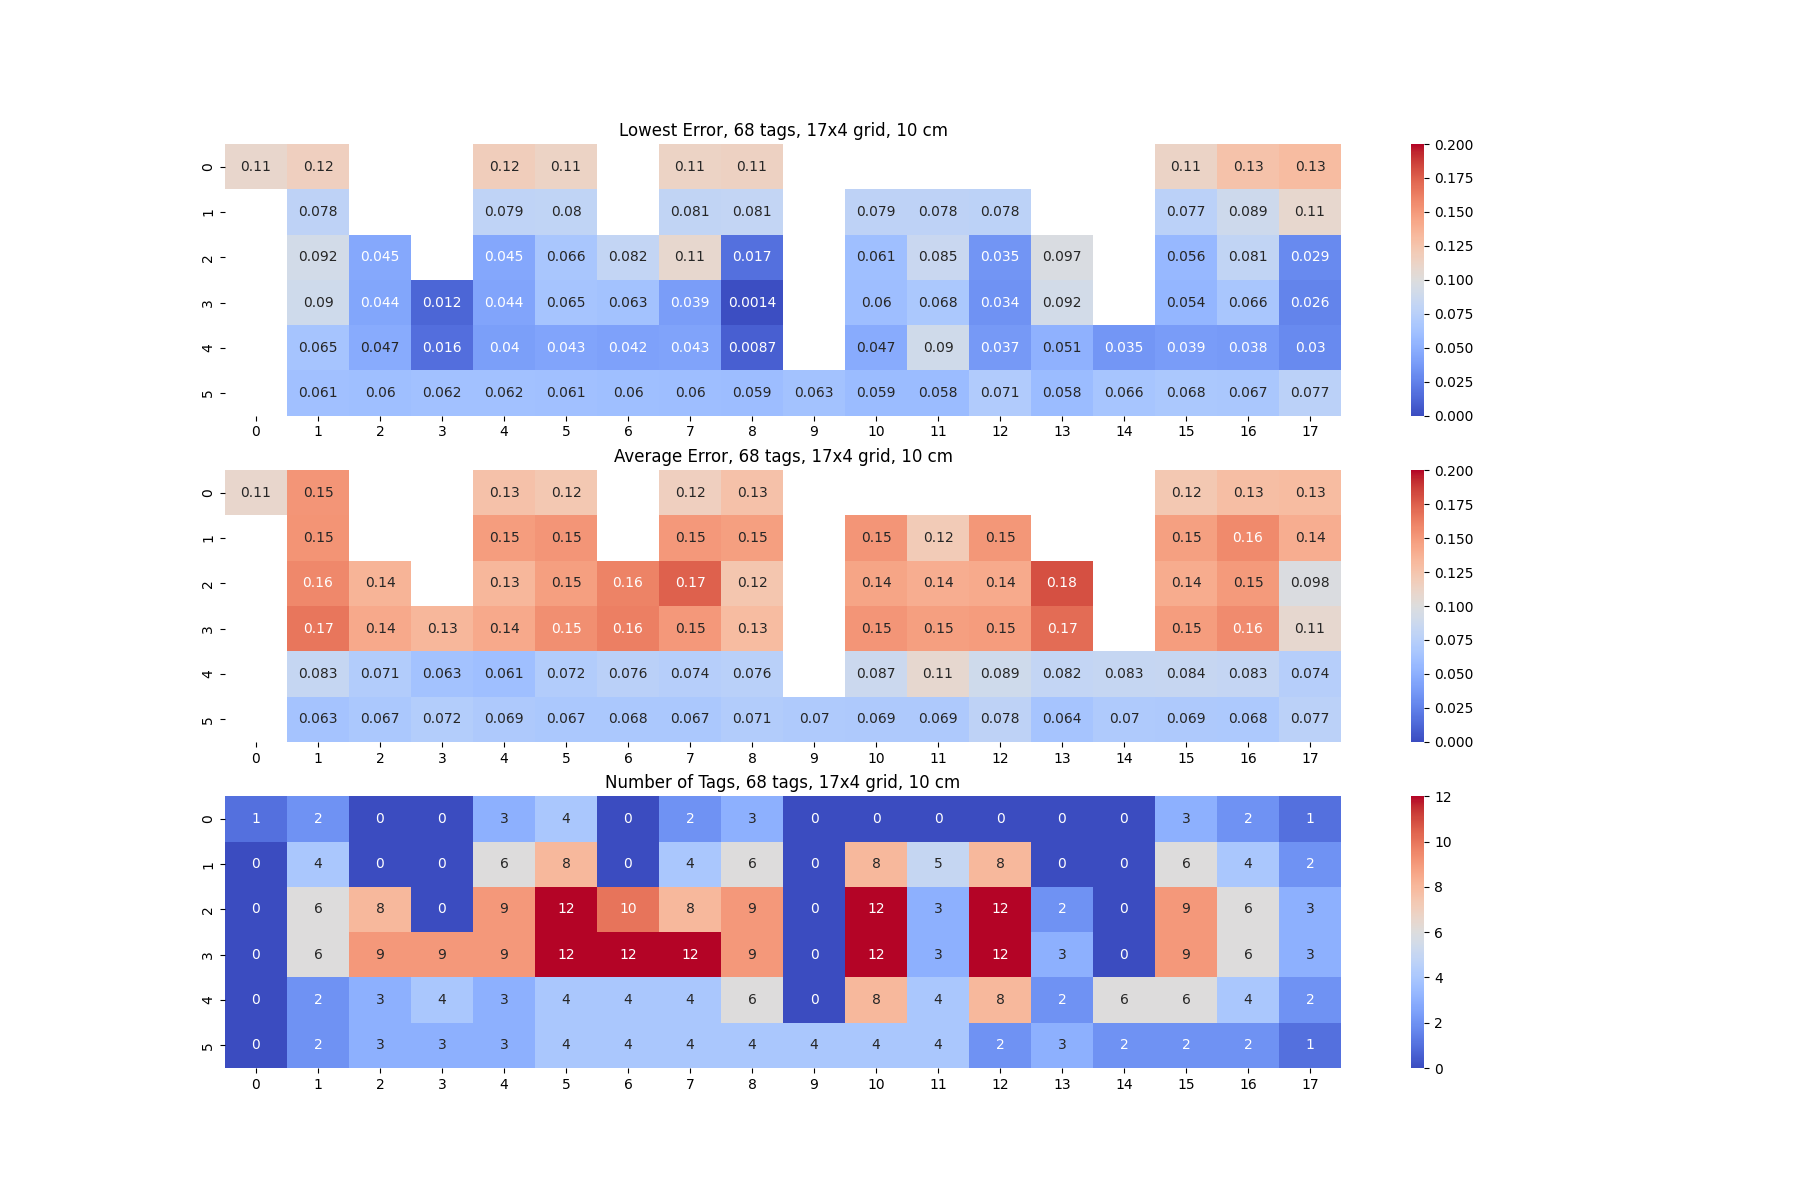 Lowest Error, 68 tags, 17x4 grid, 10 cm
0 0.11 0.12 0.12 0.11 0.11 0.11 0.11 0.13 0.13
1 0.078 0.079 0.08 0.081 0.081 0.079 0.078 0.078 0.077 0.089 0.11
2 0.092 0.045 0.045 0.066 0.082 0.11 0.017 0.061 0.085 0.035 0.097 0.056 0.081 0.029
3 0.09 0.044 0.012 0.044 0.065 0.063 0.039 0.0014 0.06 0.068 0.034 0.092 0.054 0.066 0.026
4 0.065 0.047 0.016 0.04 0.043 0.042 0.043 0.0087 0.047 0.09 0.037 0.051 0.035 0.039 0.038 0.03
5 0.061 0.06 0.062 0.062 0.061 0.06 0.06 0.059 0.063 0.059 0.058 0.071 0.058 0.066 0.068 0.067 0.077
0 1 2 3 4 5 6 7 8 9 10 11 12 13 14 15 16 17
0.200
0.175
0.150
0.125
0.100
0.075
0.050
0.025
0.000
Average Error, 68 tags, 17x4 grid, 10 cm
0 0.11 0.15 0.13 0.12 0.12 0.13 0.12 0.13 0.13
1 0.15 0.15 0.15 0.15 0.15 0.15 0.12 0.15 0.15 0.16 0.14
2 0.16 0.14 0.13 0.15 0.16 0.17 0.12 0.14 0.14 0.14 0.18 0.14 0.15 0.098
3 0.17 0.14 0.13 0.14 0.15 0.16 0.15 0.13 0.15 0.15 0.15 0.17 0.15 0.16 0.11
4 0.083 0.071 0.063 0.061 0.072 0.076 0.074 0.076 0.087 0.11 0.089 0.082 0.083 0.084 0.083 0.074
5 0.063 0.067 0.072 0.069 0.067 0.068 0.067 0.071 0.07 0.069 0.069 0.078 0.064 0.07 0.069 0.068 0.077
0 1 2 3 4 5 6 7 8 9 10 11 12 13 14 15 16 17
0.200
0.175
0.150
0.125
0.100
0.075
0.050
0.025
0.000
Number of Tags, 68 tags, 17x4 grid, 10 cm
0 1 2 0 0 3 4 0 2 3 0 0 0 0 0 0 3 2 1
1 0 4 0 0 6 8 0 4 6 0 8 5 8 0 0 6 4 2
2 0 6 8 0 9 12 10 8 9 0 12 3 12 2 0 9 6 3
3 0 6 9 9 9 12 12 12 9 0 12 3 12 3 0 9 6 3
4 0 2 3 4 3 4 4 4 6 0 8 4 8 2 6 6 4 2
5 0 2 3 3 3 4 4 4 4 4 4 4 2 3 2 2 2 1
0 1 2 3 4 5 6 7 8 9 10 11 12 13 14 15 16 17
12
10
8
6
4
2
0